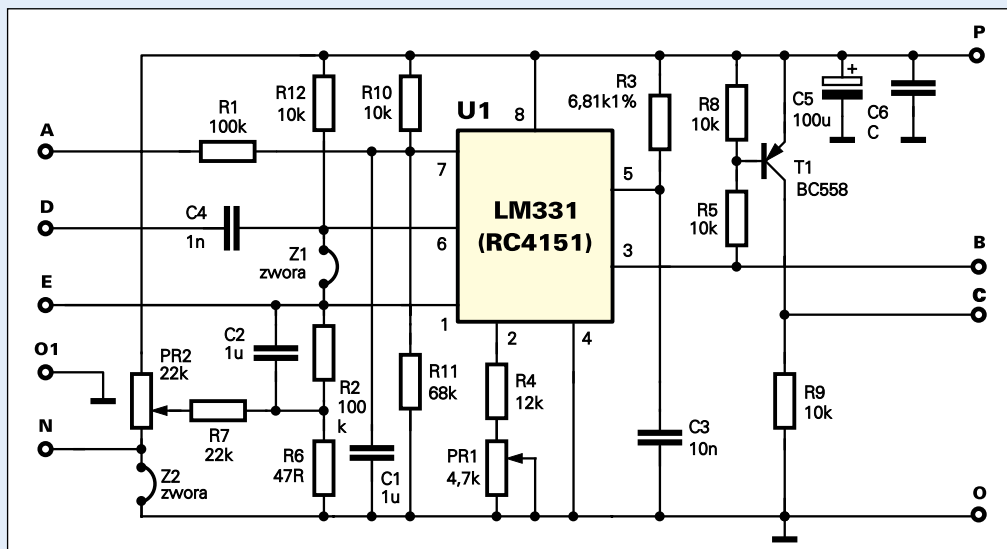 P
R12
10k
R10
10k
U1
8
R3
6,81k1%
R8
10k
+
C5
100u
C6
C
A
R1
100k
7
5
T1
BC558
D
C4
1n
6
LM331
(RC4151)
R5
10k
3
B
Z1
zwora
E
1
C
2
4
O1
C2
1u
PR2
22k
R2
100
k
R11
68k
R4
12k
R9
10k
N
R7
22k
R6
47R
C1
1u
PR1
4,7k
C3
10n
Z2
zwora
O